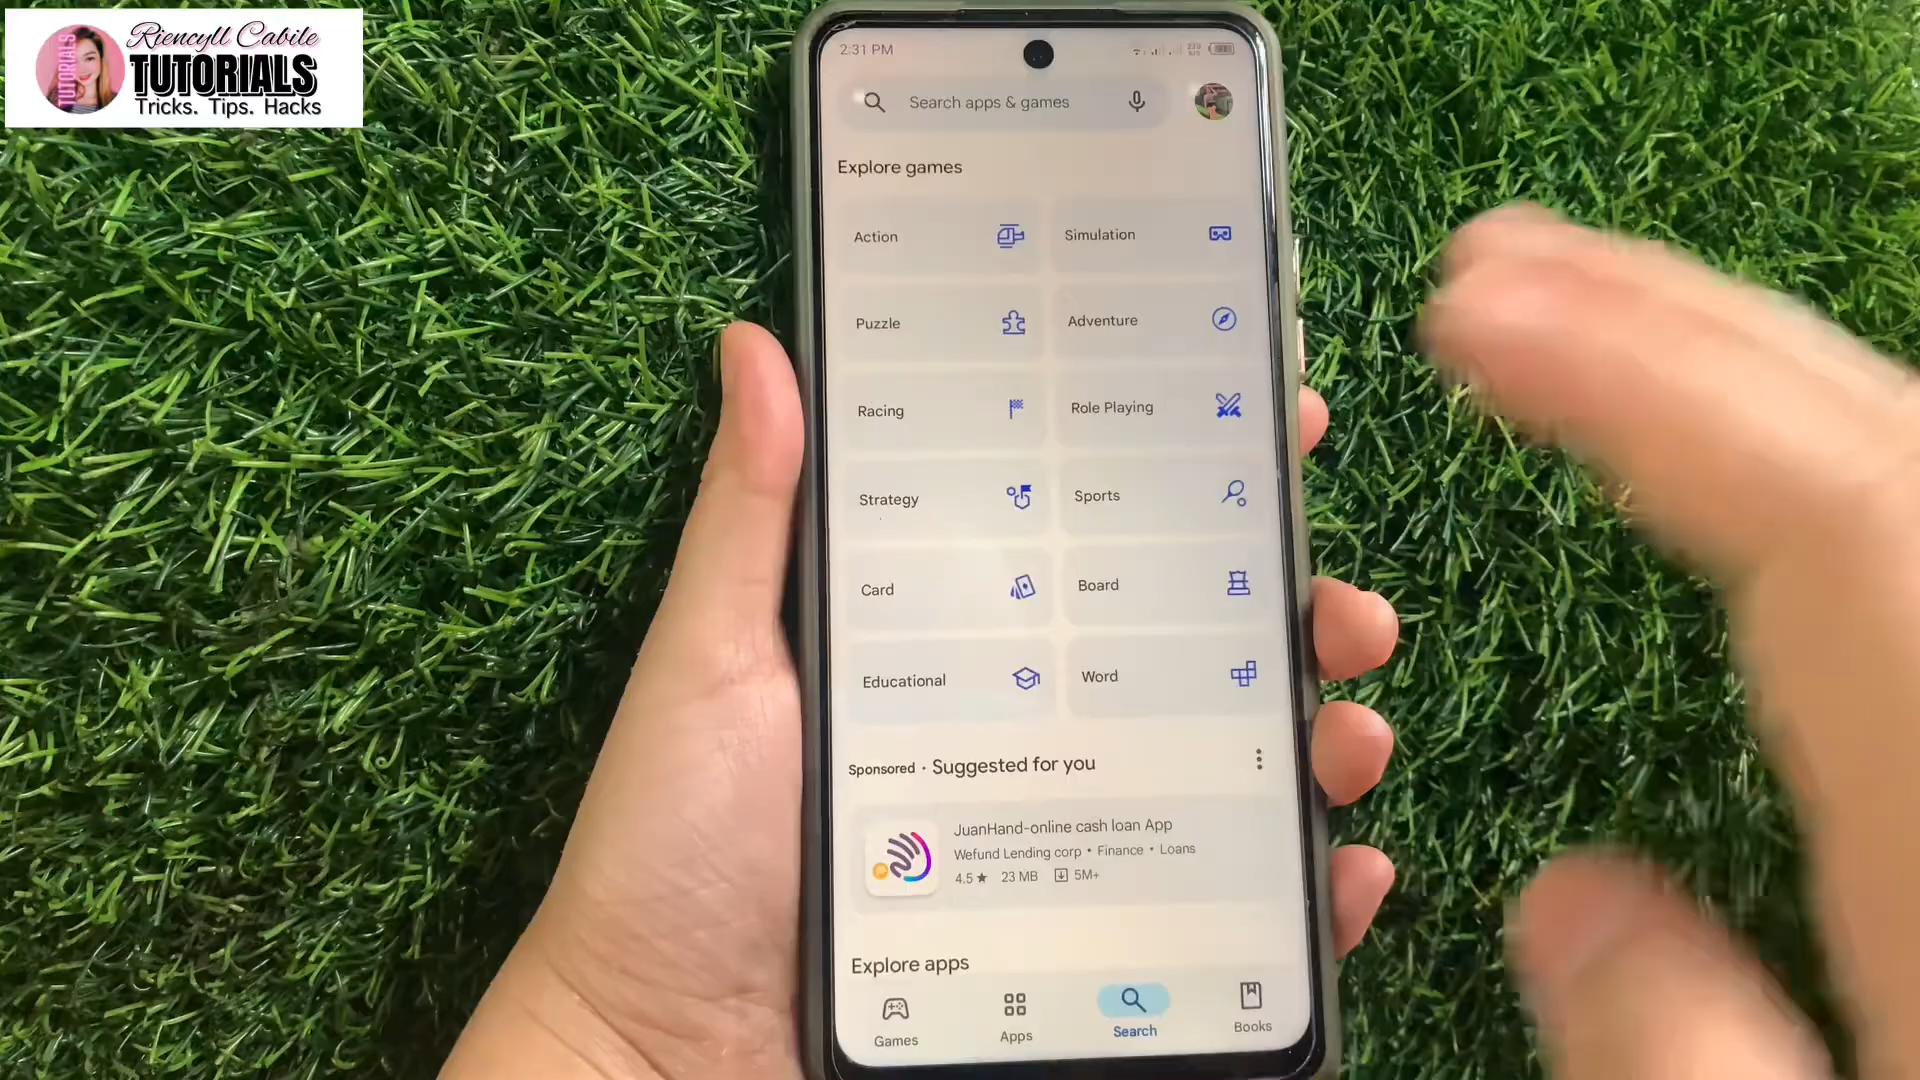 Riencyll Cabile
TUTORIALS
TUTORIALS
Tricks. Tips. Hacks
2:31 PM
Search apps & games
Explore games
Action
Simulation
Puzzle
Adventure
Racing
Role Playing
Strategy
Sports
Card
Board
Educational
Word
Sponsored · Suggested for you
JuanHand-online cash loan App
Wefund Lending corp • Finance • Loans
4.5★ 23 MB 5M+
Explore apps
Games
Apps
Search
Books